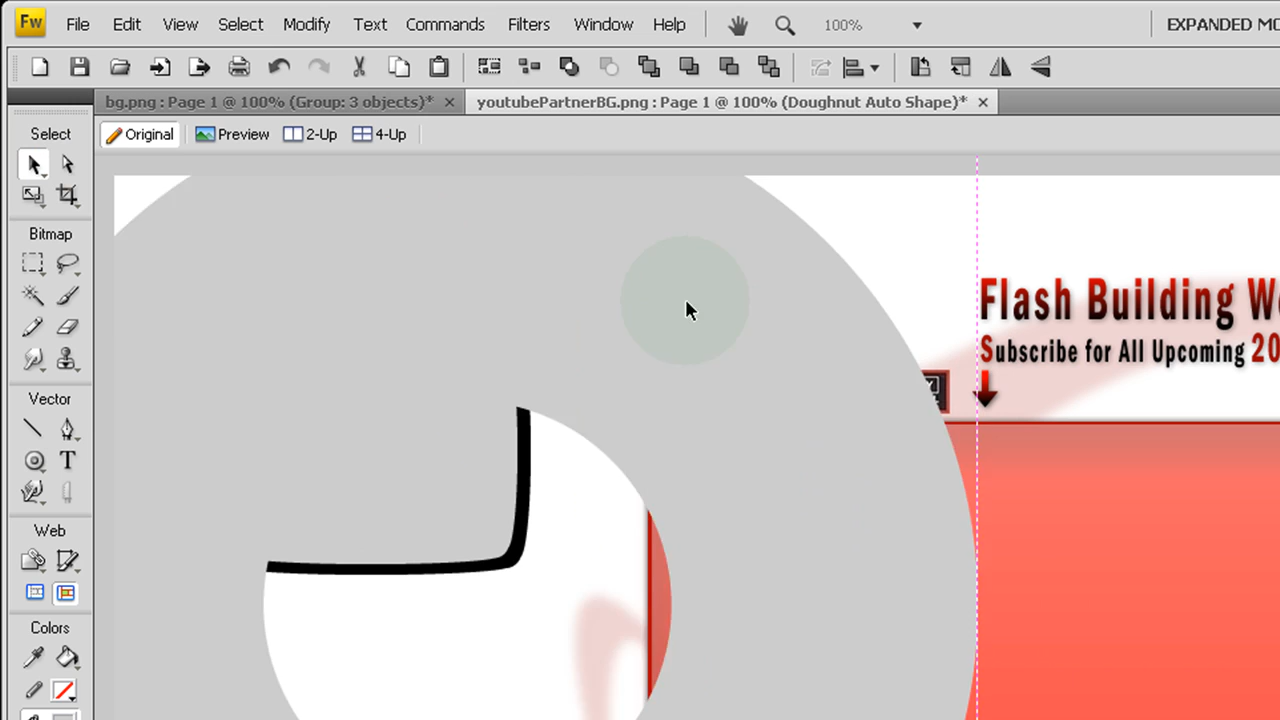 Fw File Edit View Select Modify Text Commands Filters Window Help 100% EXPANDED MO
bg.png : Page 1 @ 100% (Group: 3 objects)* youtubePartnerBG.png : Page 1 @ 100% (Doughnut Auto Shape)*
Original Preview 2-Up 4-Up
Select
Bitmap
Flash Building We
Subscribe for All Upcoming 20
Vector
T
Web
Colors